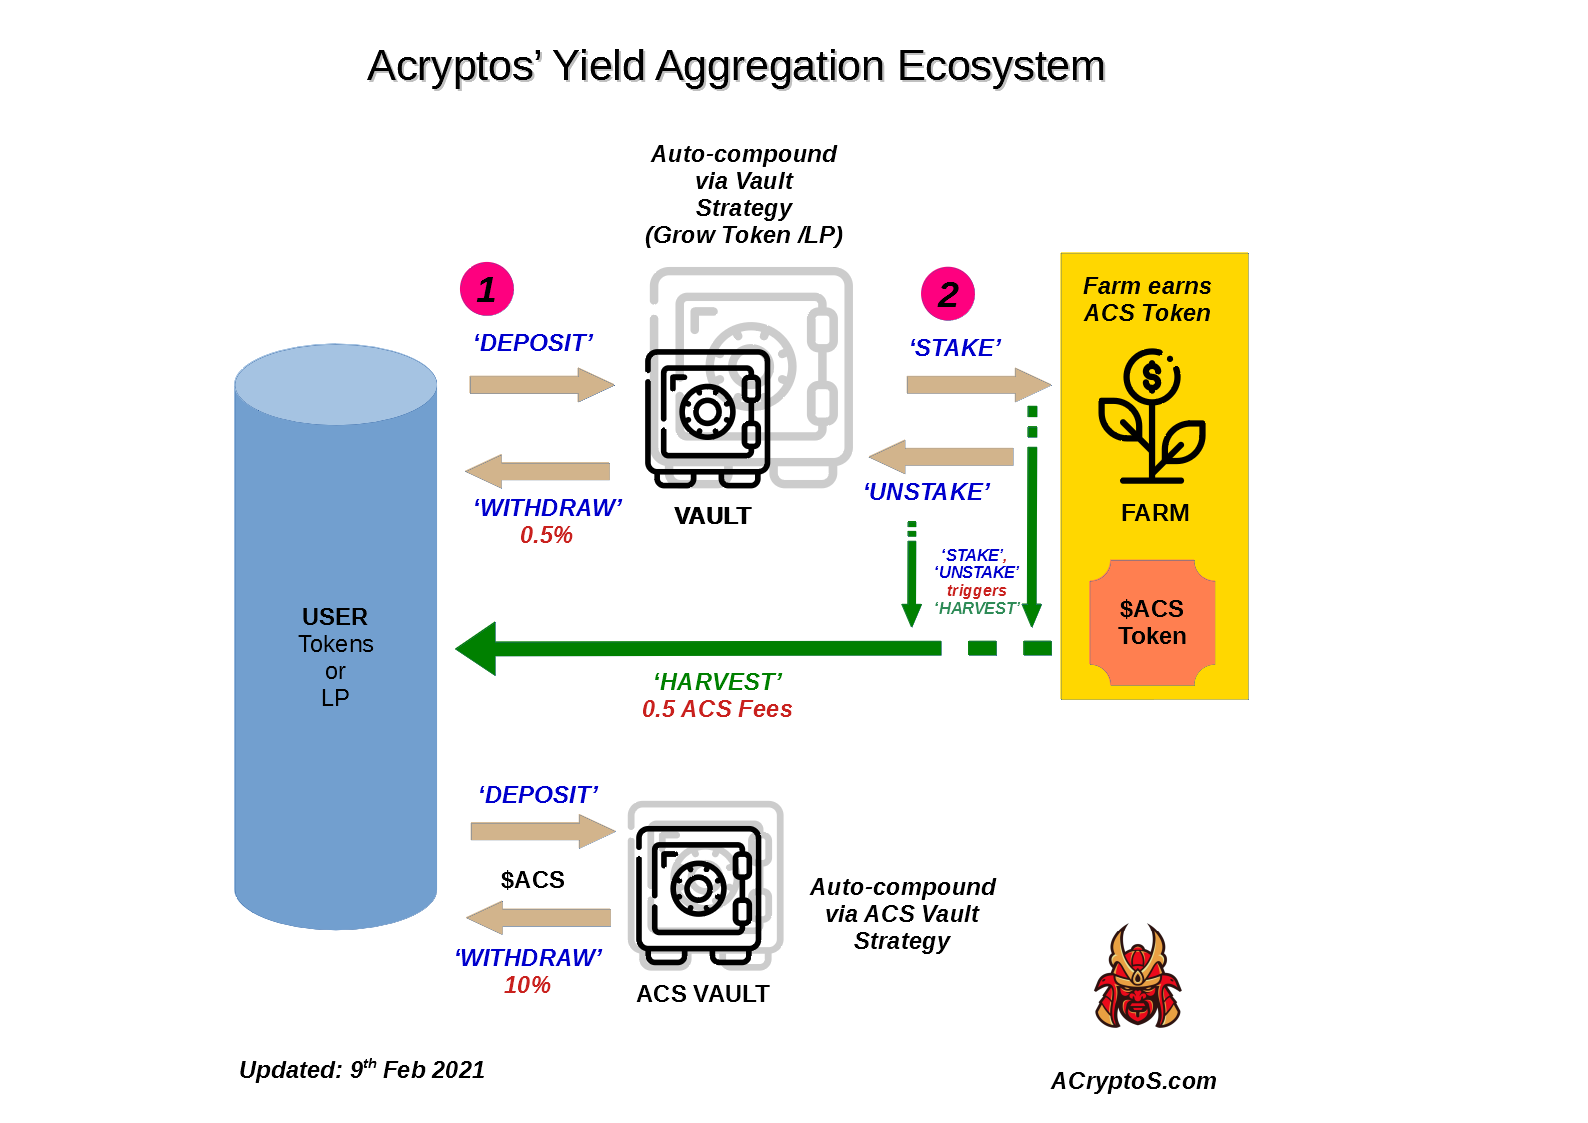 Acryptos’ Yield Aggregation Ecosystem
Auto-compound
via Vault
Strategy
(Grow Token /LP)
1
‘DEPOSIT’
‘WITHDRAW’
0.5%
VAULT
2
‘STAKE’
‘UNSTAKE’
‘STAKE’,
‘UNSTAKE’
triggers
‘HARVEST’
Farm earns
ACS Token
$
FARM
$ACS
Token
USER
Tokens
or
LP
‘HARVEST’
0.5 ACS Fees
‘DEPOSIT’
$ACS
‘WITHDRAW’
10%
ACS VAULT
Auto-compound
via ACS Vault
Strategy
Updated: 9th Feb 2021
ACryptoS.com